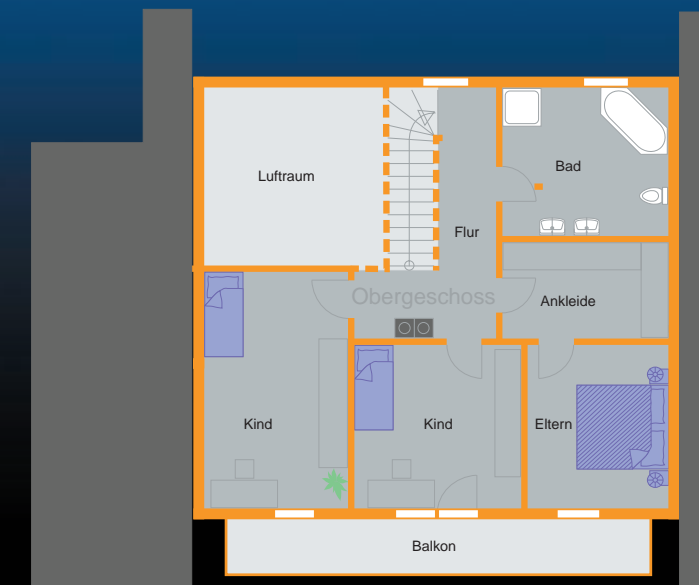 Bad
Luftraum
Flur
Obergeschoss
Ankleide
Kind
Kind
Eltern
Balkon